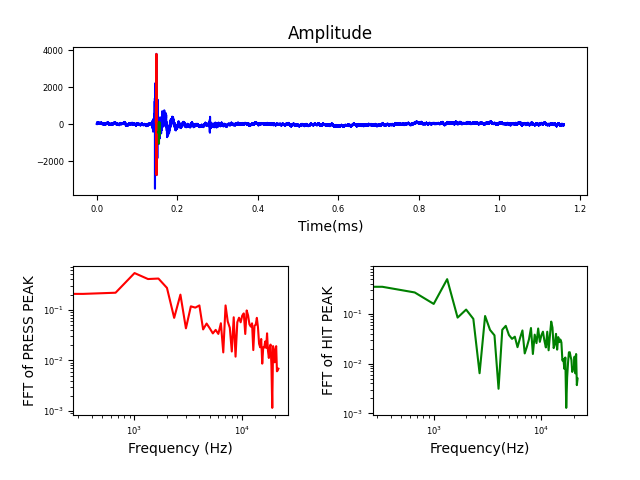 Amplitude
4000
2000
0
−2000
0.0 0.2 0.4 0.6 0.8 1.0 1.2
Time(ms)
FFT of PRESS PEAK
10⁻¹
10⁻²
10⁻³
10³ 10⁴
Frequency (Hz)
FFT of HIT PEAK
10⁻¹
10⁻²
10⁻³
10³ 10⁴
Frequency(Hz)